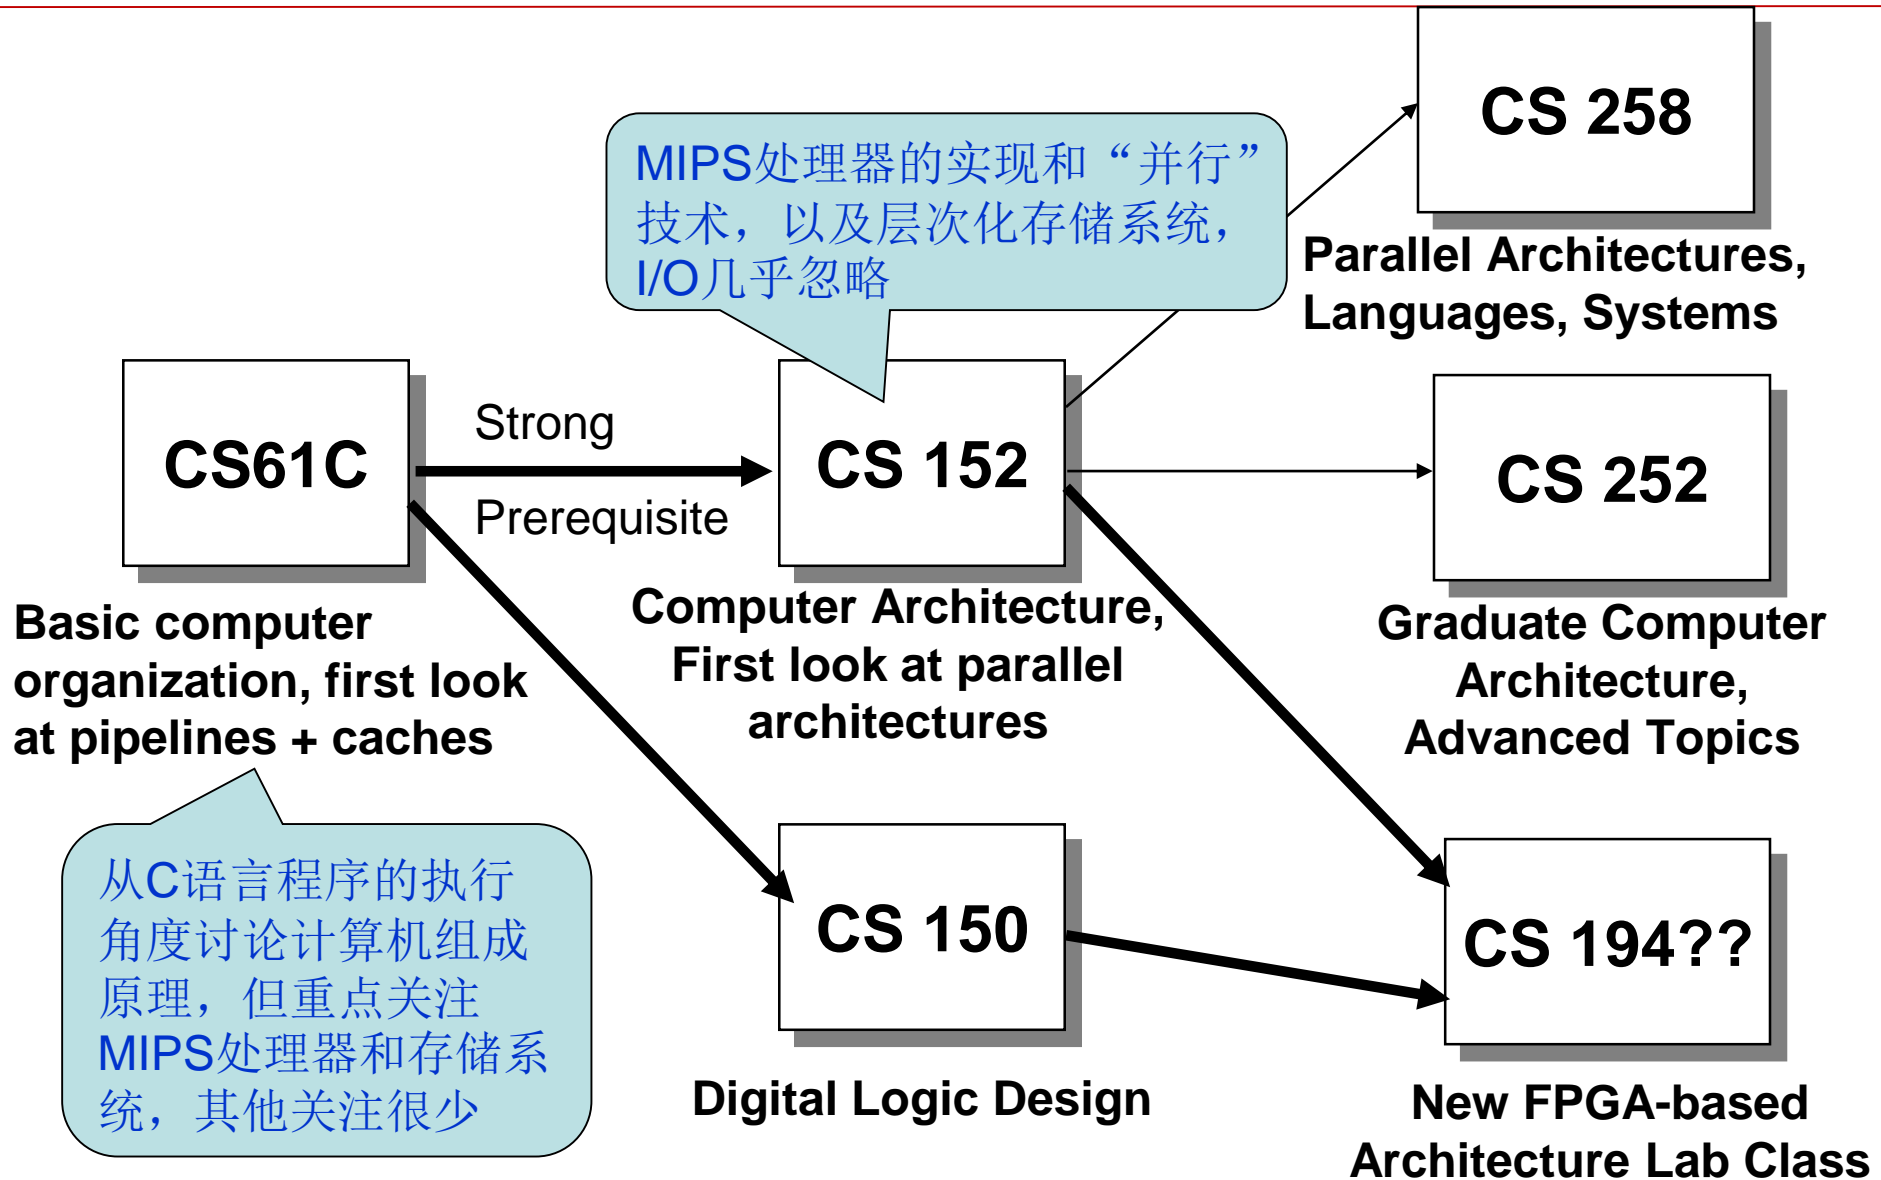 CS 258
Parallel Architectures,
Languages, Systems
MIPS处理器的实现和“并行”
技术，以及层次化存储系统，
I/O几乎忽略
CS61C
Strong
Prerequisite
CS 152
CS 252
Basic computer
organization, first look
at pipelines + caches
Computer Architecture,
First look at parallel
architectures
Graduate Computer
Architecture,
Advanced Topics
从C语言程序的执行
角度讨论计算机组成
原理，但重点关注
MIPS处理器和存储系
统，其他关注很少
CS 150
Digital Logic Design
CS 194??
New FPGA-based
Architecture Lab Class